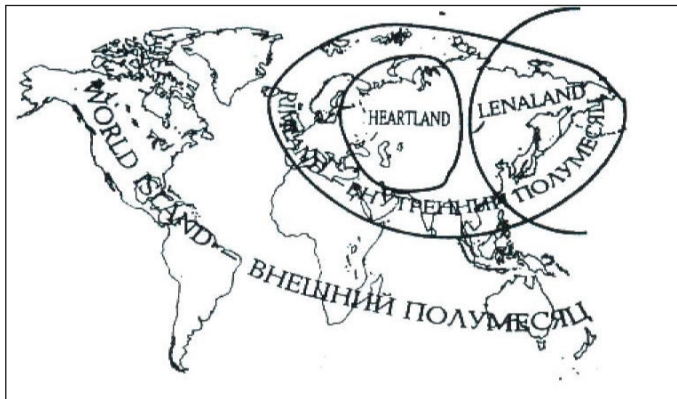 HEARTLAND
LENALAND
RIMLAND
ВНУТРЕННИЙ ПОЛУМЕСЯЦ
WORLD ISLAND
ВНЕШНИЙ ПОЛУМЕСЯЦ